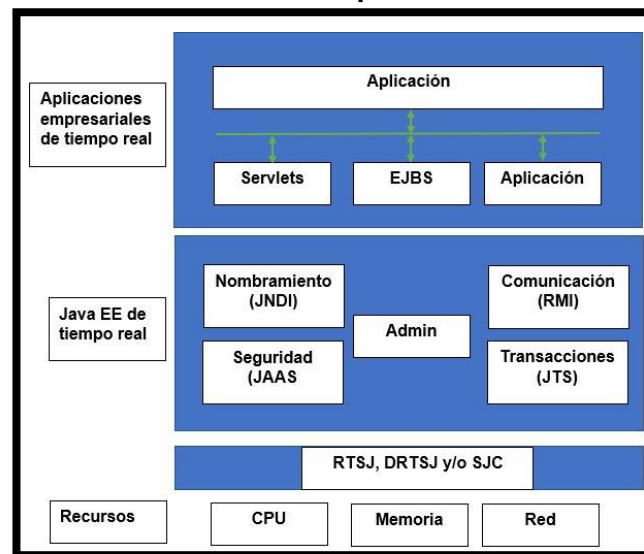 Aplicaciones
empresariales
de tiempo real
Aplicación
Servlets
EJBS
Aplicación
Java EE de
tiempo real
Nombramiento
(JNDI)
Seguridad
(JAAS
Admin
Comunicación
(RMI)
Transacciones
(JTS)
RTSJ, DRTSJ y/o SJC
Recursos
CPU
Memoria
Red